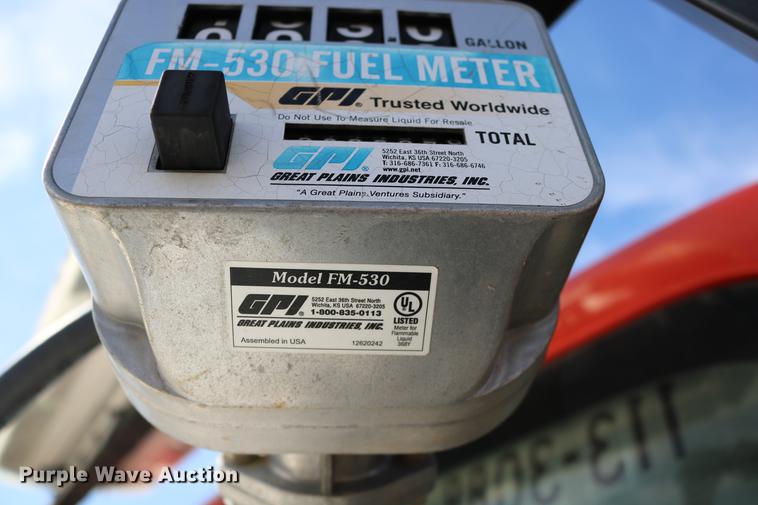 GALLON
FM-530 FUEL METER
GPI® Trusted Worldwide
Do Not Use To Measure Liquid For Resale
TOTAL
GPI®
5252 East 36th Street North
Wichita, KS USA 67220-3205
T: 316-686-7361 F: 316-686-6746
www.gpi.net
GREAT PLAINS INDUSTRIES, INC.
"A Great Plains Ventures Subsidiary."
Model FM-530
GPI®
5252 East 36th Street North
Wichita, KS USA 67220-3205
1-800-835-0113
GREAT PLAINS INDUSTRIES, INC.
Assembled in USA
12620242
UL
LISTED
Meter for
Flammable
Liquid
368Y
Purple Wave Auction